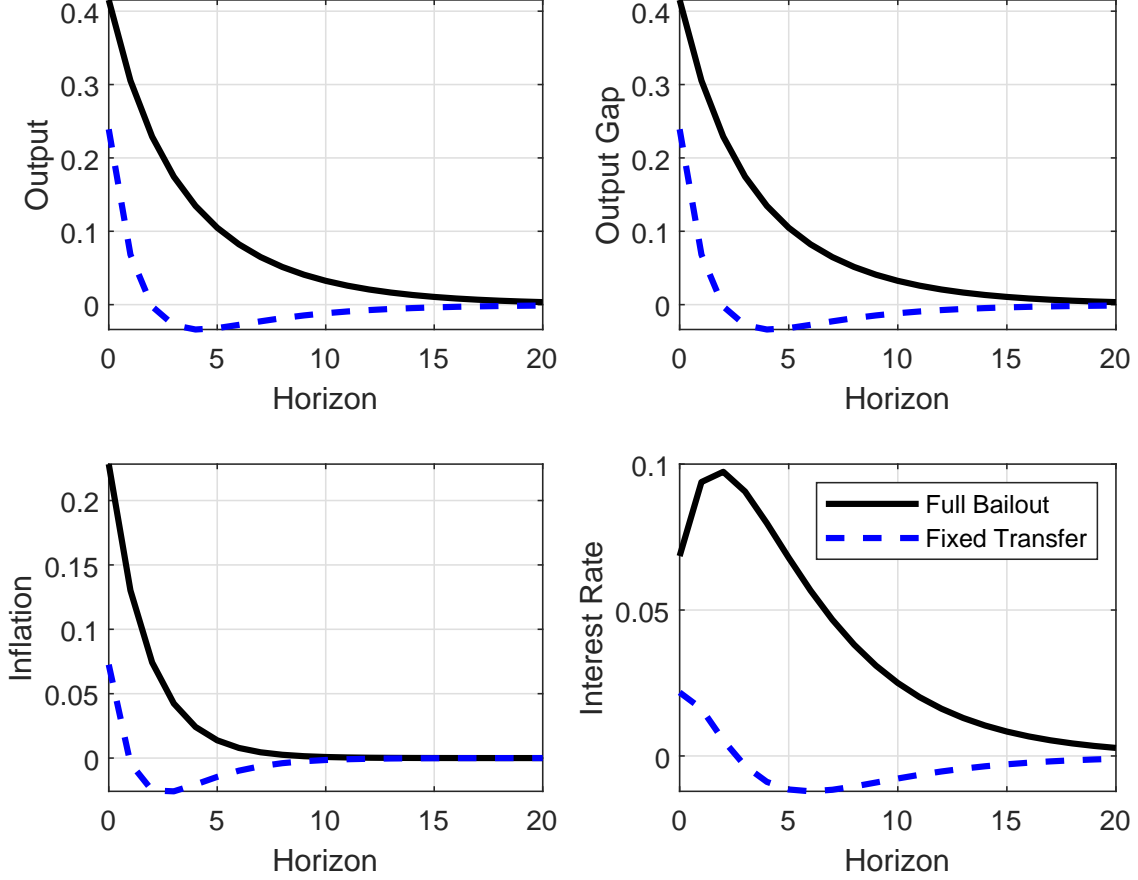 0.4
0.3
0.2
0.1
0
Output
0 5 10 15 20
Horizon
0.4
0.3
0.2
0.1
0
Output Gap
0 5 10 15 20
Horizon
0.2
0.15
0.1
0.05
0
Inflation
0 5 10 15 20
Horizon
0.1
0.05
0
Interest Rate
Full Bailout
Fixed Transfer
0 5 10 15 20
Horizon